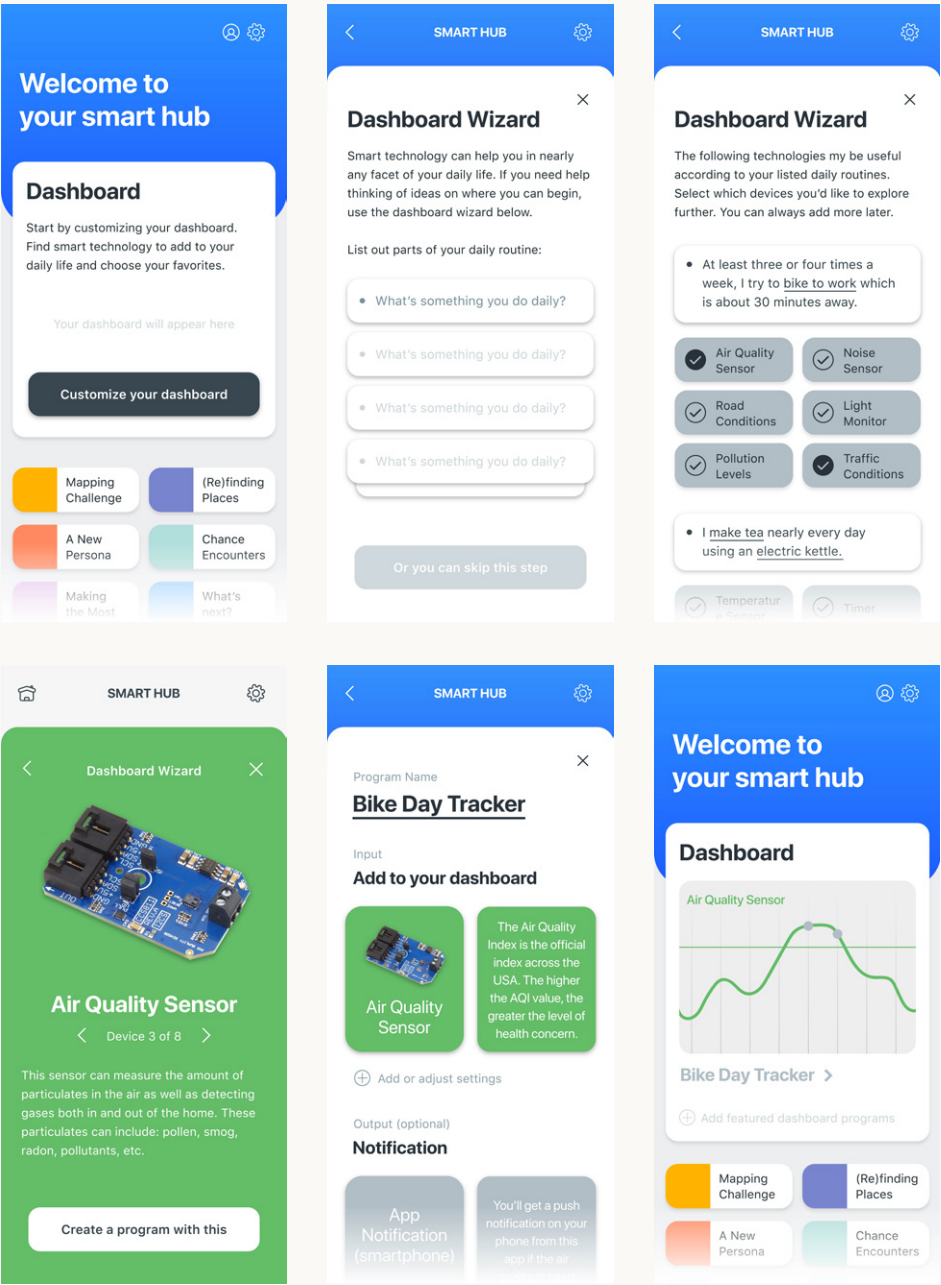 Welcome to
your smart hub
Dashboard
Start by customizing your dashboard.
Find smart technology to add to your
daily life and choose your favorites.
Your dashboard will appear here
Customize your dashboard
Mapping
Challenge
(Re)finding
Places
A New
Persona
Chance
Encounters
Making
the Most
What's
next?
SMART HUB
Dashboard Wizard
Smart technology can help you in nearly
any facet of your daily life. If you need help
thinking of ideas on where you can begin,
use the dashboard wizard below.
List out parts of your daily routine:
• What's something you do daily?
• What's something you do daily?
• What's something you do daily?
• What's something you do daily?
Or you can skip this step
SMART HUB
Dashboard Wizard
The following technologies my be useful
according to your listed daily routines.
Select which devices you'd like to explore
further. You can always add more later.
• At least three or four times a
week, I try to bike to work which
is about 30 minutes away.
Air Quality
Sensor
Noise
Sensor
Road
Conditions
Light
Monitor
Pollution
Levels
Traffic
Conditions
• I make tea nearly every day
using an electric kettle.
Temperatur
e Sensor
Timer
SMART HUB
Dashboard Wizard
Air Quality Sensor
Device 3 of 8
This sensor can measure the amount of
particulates in the air as well as detecting
gases both in and out of the home. These
particulates can include: pollen, smog,
radon, pollutants, etc.
Create a program with this
SMART HUB
Program Name
Bike Day Tracker
Input
Add to your dashboard
Air Quality
Sensor
The Air Quality
Index is the official
index across the
USA. The higher
the AQI value, the
greater the level of
health concern.
Add or adjust settings
Output (optional)
Notification
App
Notification
(smartphone)
You'll get a push
notification on your
phone from this
app if the air
Welcome to
your smart hub
Dashboard
Air Quality Sensor
Bike Day Tracker
Add featured dashboard programs
Mapping
Challenge
(Re)finding
Places
A New
Persona
Chance
Encounters